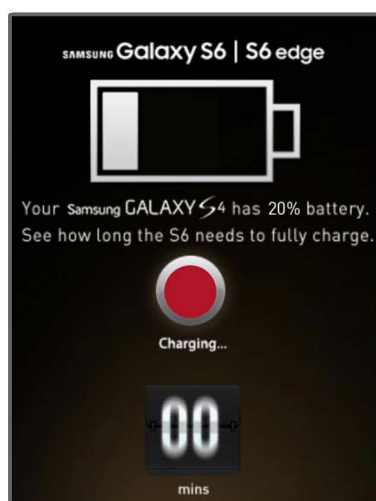 SAMSUNG Galaxy S6 | S6 edge
Your Samsung GALAXY S4 has 20% battery.
See how long the S6 needs to fully charge.
Charging...
00
mins